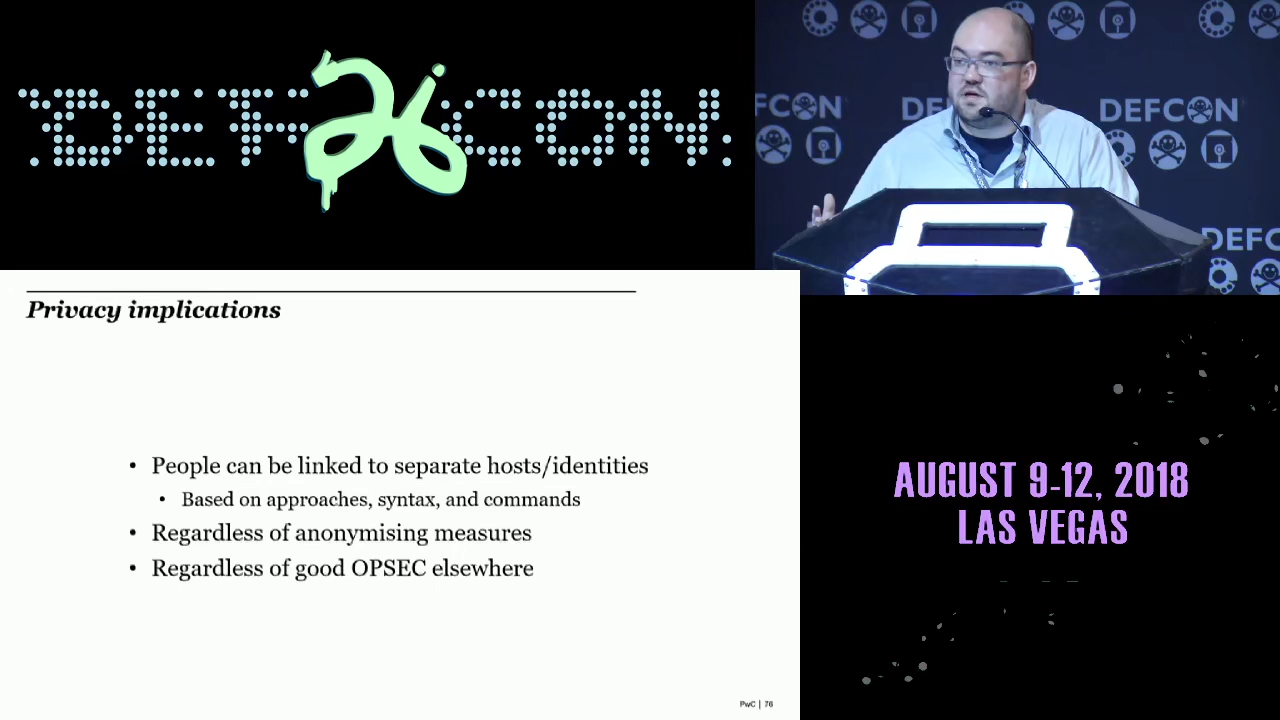 DEF 26 CON
DEFCON
DEFCON
DEFCON
DEFC
Privacy implications
• People can be linked to separate hosts/identities
• Based on approaches, syntax, and commands
• Regardless of anonymising measures
• Regardless of good OPSEC elsewhere
PwC | 76
AUGUST 9-12, 2018
LAS VEGAS